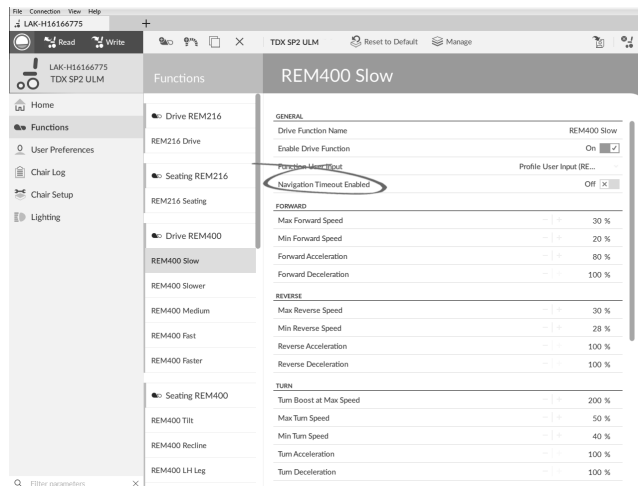 File Connection View Help
LAK-H16166775 +
Read Write TDX SP2 ULM Reset to Default Manage
LAK-H16166775
TDX SP2 ULM
Functions
REM400 Slow
Home
Functions
User Preferences
Chair Log
Chair Setup
Lighting
Filter parameters
Drive REM216
REM216 Drive
Seating REM216
REM216 Seating
Drive REM400
REM400 Slow
REM400 Slower
REM400 Medium
REM400 Fast
REM400 Faster
Seating REM400
REM400 Tilt
REM400 Recline
REM400 LH Leg
GENERAL
Drive Function Name REM400 Slow
Enable Drive Function On
Function User Input Profile User Input (RE...
Navigation Timeout Enabled Off
FORWARD
Max Forward Speed - + 30 %
Min Forward Speed - + 20 %
Forward Acceleration - + 80 %
Forward Deceleration - + 100 %
REVERSE
Max Reverse Speed - + 30 %
Min Reverse Speed - + 28 %
Reverse Acceleration - + 100 %
Reverse Deceleration - + 100 %
TURN
Turn Boost at Max Speed - + 200 %
Max Turn Speed - + 50 %
Min Turn Speed - + 40 %
Turn Acceleration - + 100 %
Turn Deceleration - + 100 %